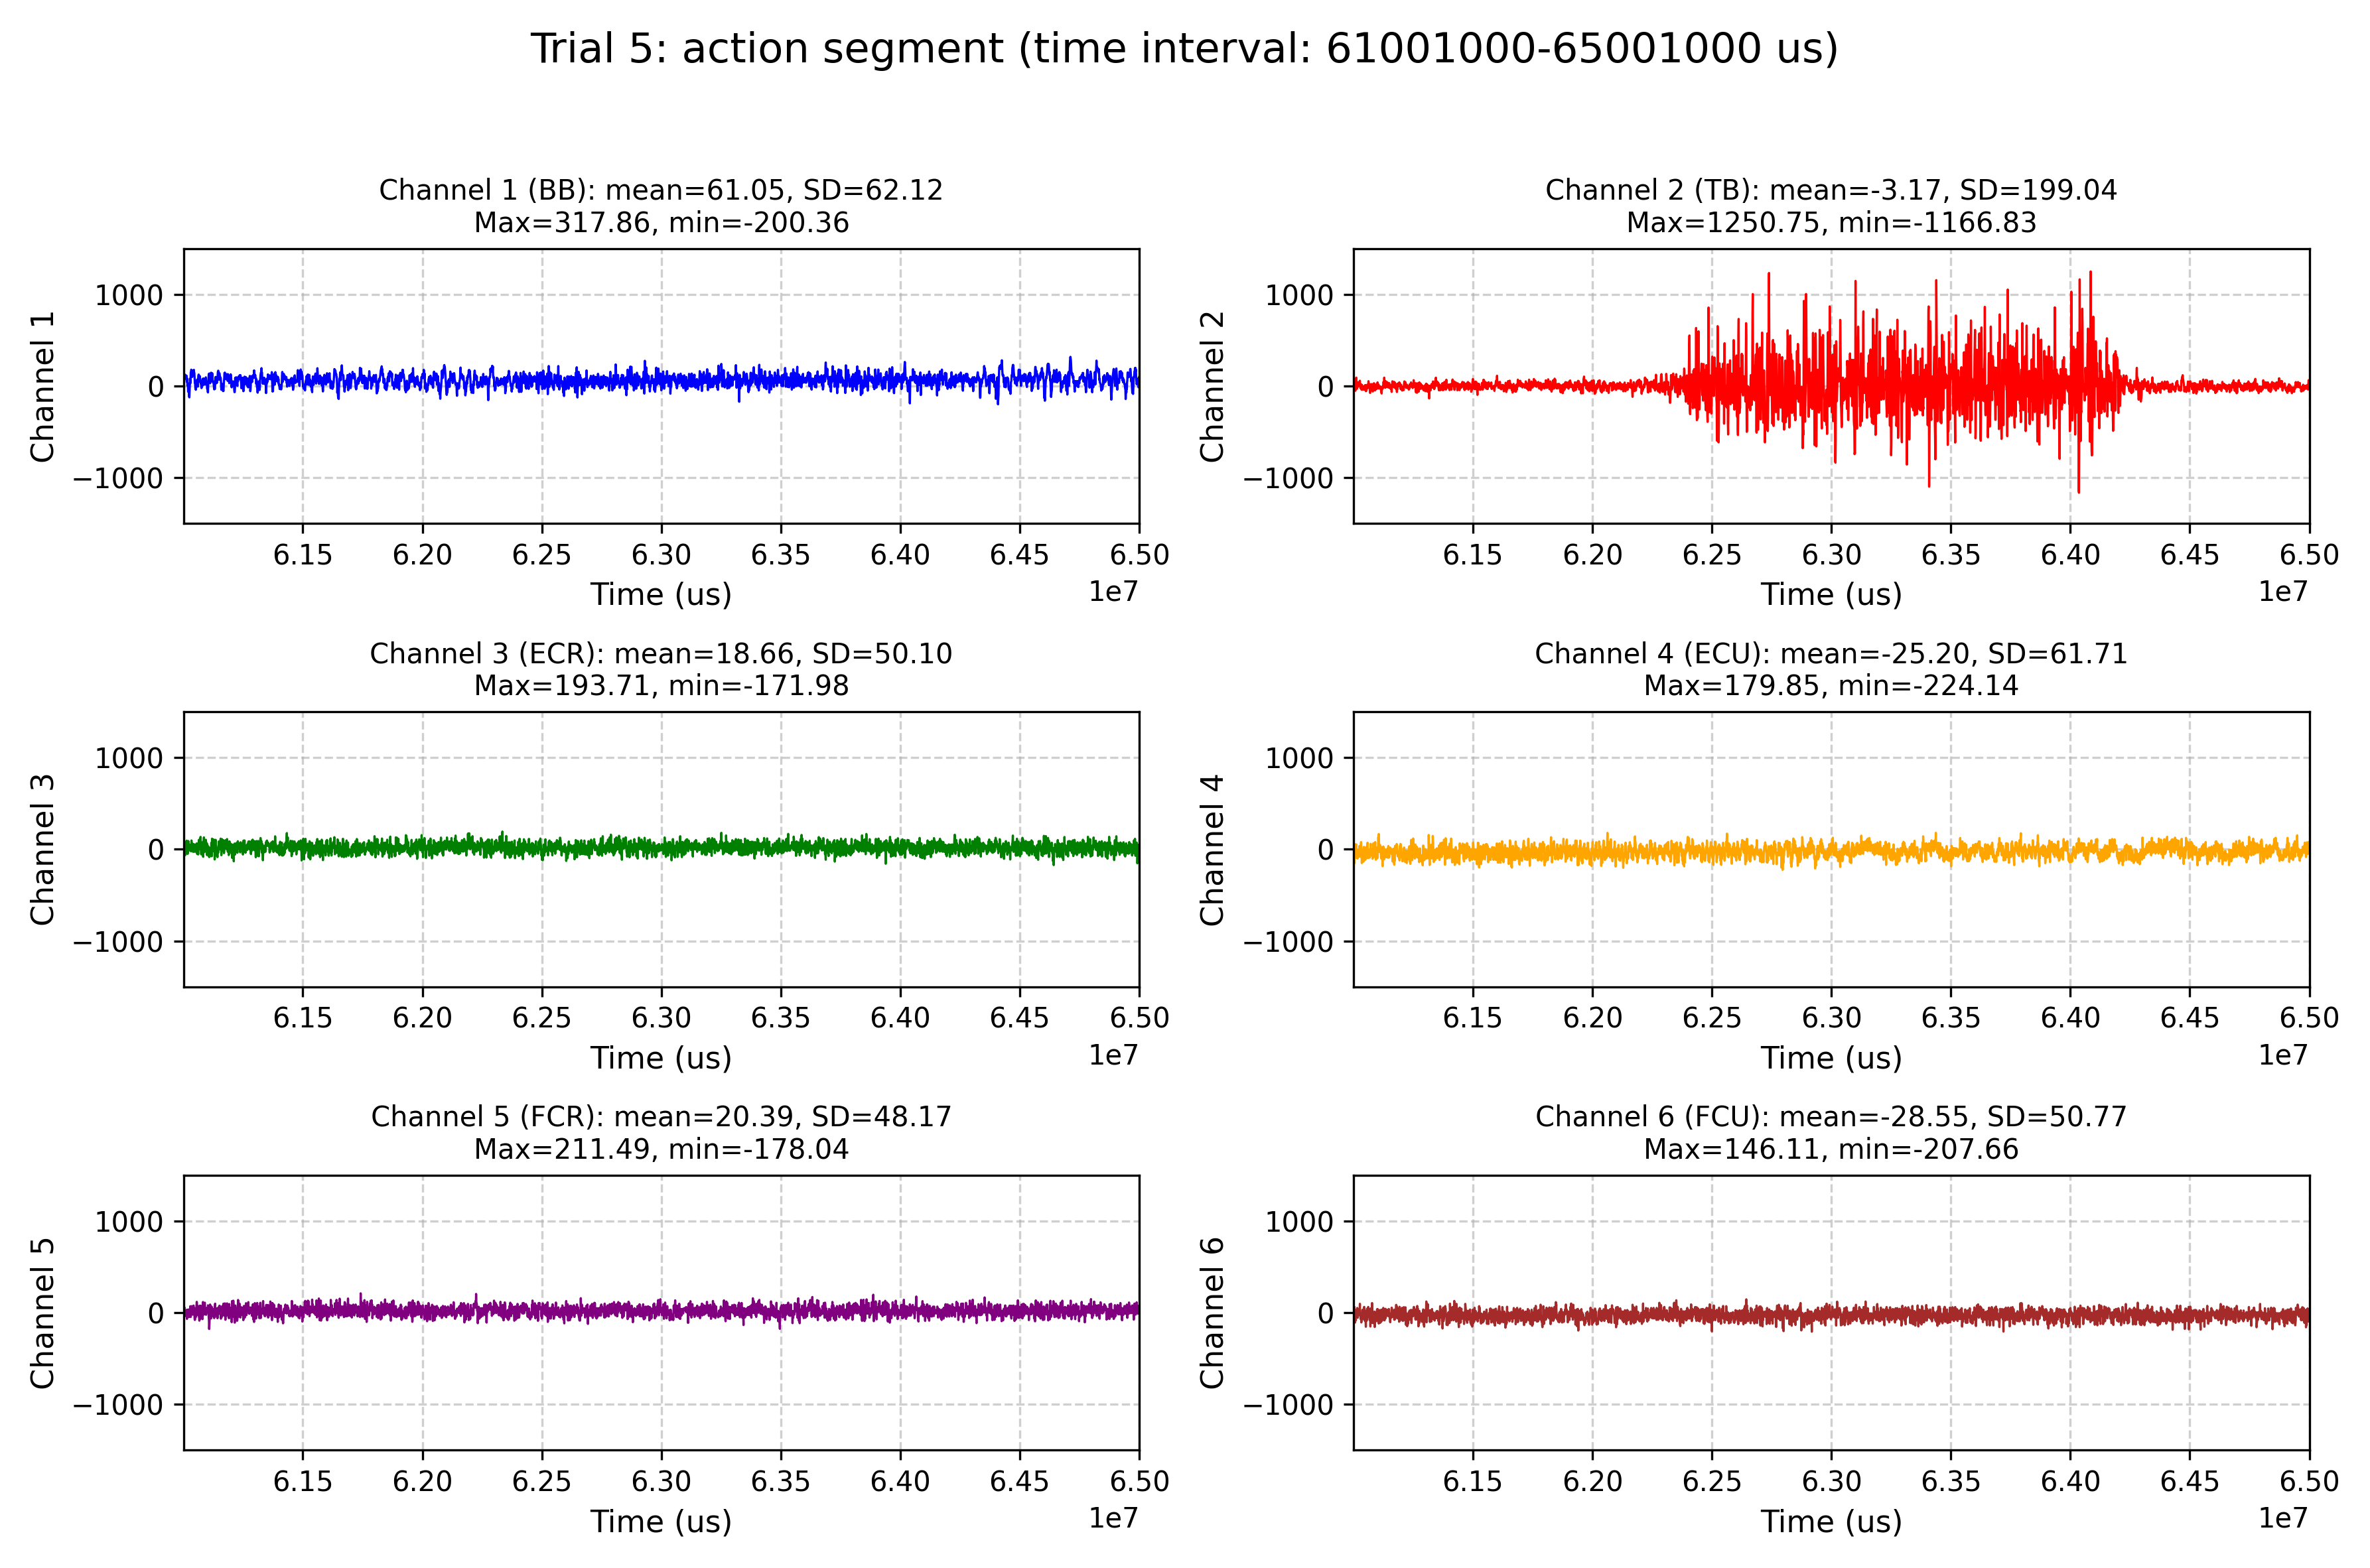 Trial 5: action segment (time interval: 61001000-65001000 us)
Channel 1 (BB): mean=61.05, SD=62.12
Max=317.86, min=-200.36
Channel 1
1000
0
−1000
6.15 6.20 6.25 6.30 6.35 6.40 6.45 6.50
1e7
Time (us)
Channel 2 (TB): mean=-3.17, SD=199.04
Max=1250.75, min=-1166.83
Channel 2
1000
0
−1000
6.15 6.20 6.25 6.30 6.35 6.40 6.45 6.50
1e7
Time (us)
Channel 3 (ECR): mean=18.66, SD=50.10
Max=193.71, min=-171.98
Channel 3
1000
0
−1000
6.15 6.20 6.25 6.30 6.35 6.40 6.45 6.50
1e7
Time (us)
Channel 4 (ECU): mean=-25.20, SD=61.71
Max=179.85, min=-224.14
Channel 4
1000
0
−1000
6.15 6.20 6.25 6.30 6.35 6.40 6.45 6.50
1e7
Time (us)
Channel 5 (FCR): mean=20.39, SD=48.17
Max=211.49, min=-178.04
Channel 5
1000
0
−1000
6.15 6.20 6.25 6.30 6.35 6.40 6.45 6.50
1e7
Time (us)
Channel 6 (FCU): mean=-28.55, SD=50.77
Max=146.11, min=-207.66
Channel 6
1000
0
−1000
6.15 6.20 6.25 6.30 6.35 6.40 6.45 6.50
1e7
Time (us)